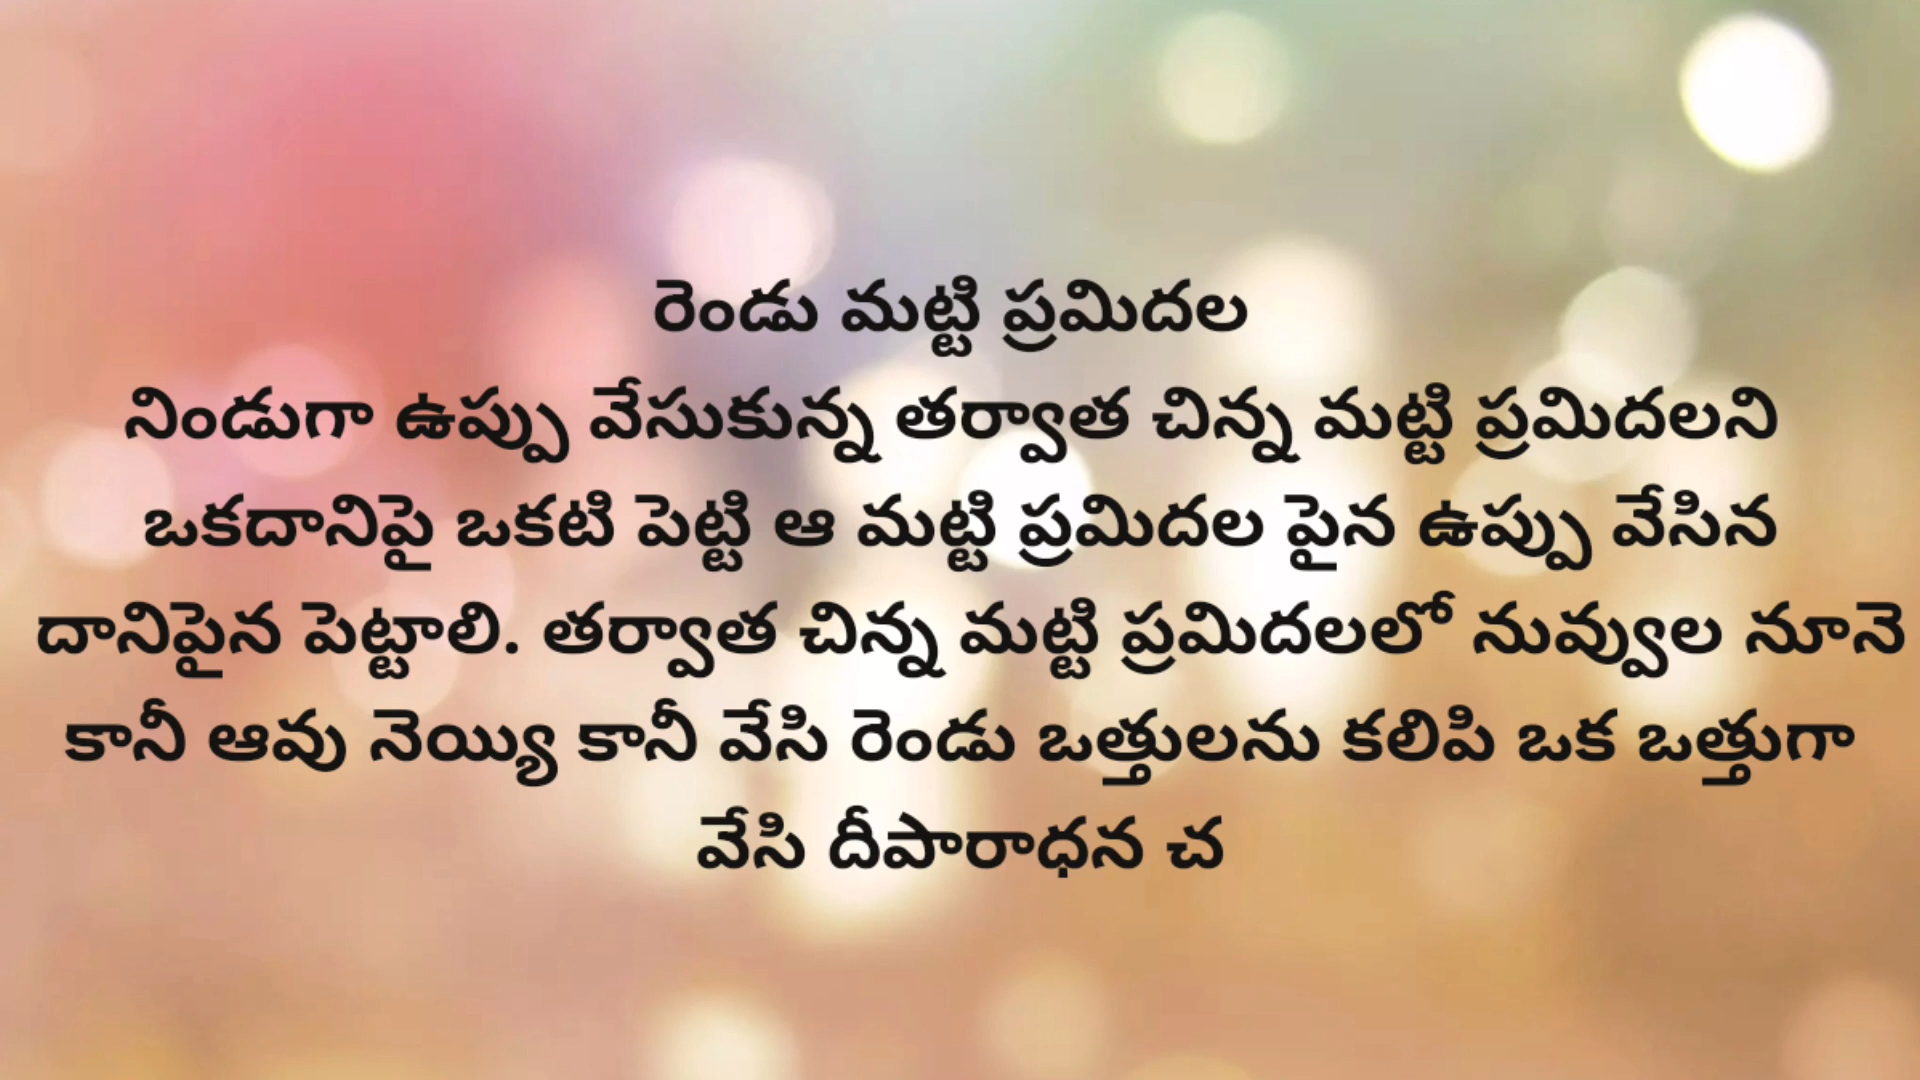 రెండు మట్టి ప్రమిదల
నిండుగా ఉప్పు వేసుకున్న తర్వాత చిన్న మట్టి ప్రమిదలని
ఒకదానిపై ఒకటి పెట్టి ఆ మట్టి ప్రమిదల పైన ఉప్పు వేసిన
దానిపైన పెట్టాలి. తర్వాత చిన్న మట్టి ప్రమిదలలో నువ్వుల నూనె
కానీ ఆవు నెయ్యి కానీ వేసి రెండు ఒత్తులను కలిపి ఒక ఒత్తుగా
వేసి దీపారాధన చ